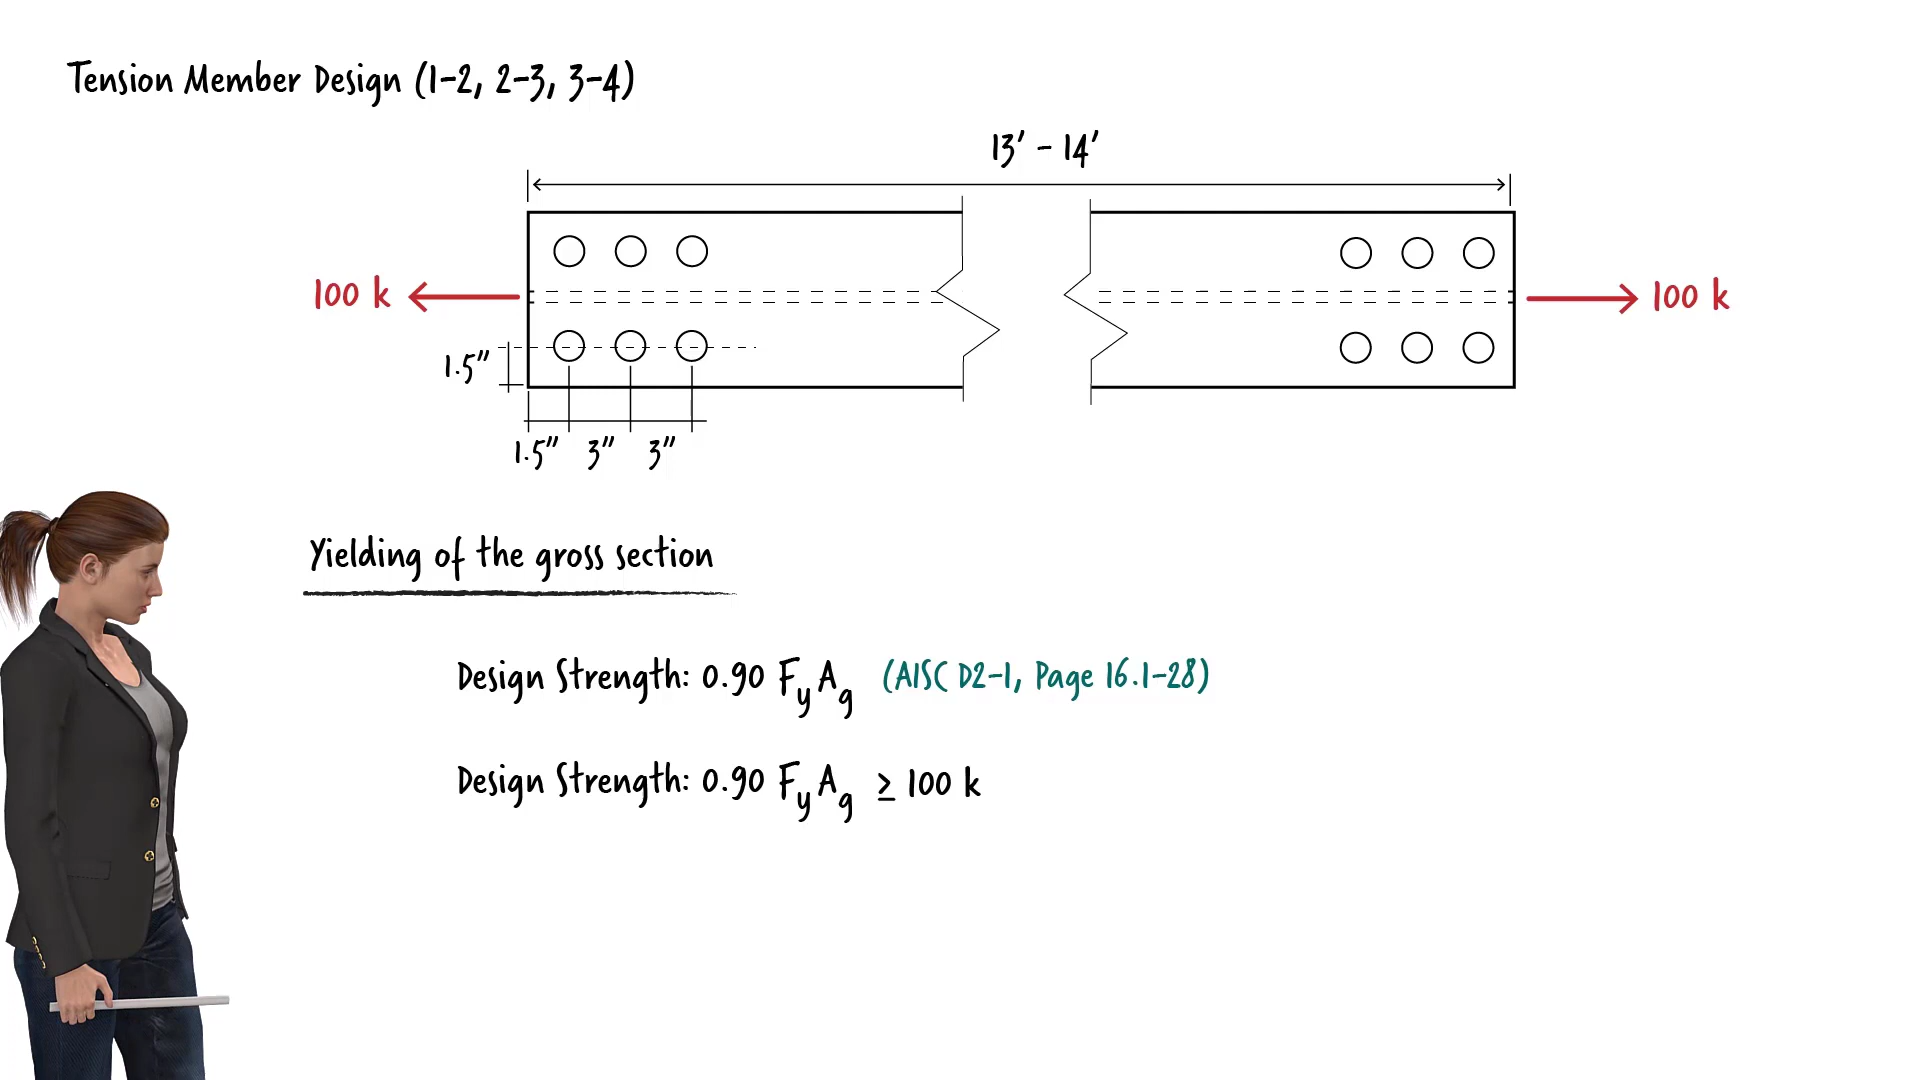 Tension Member Design (1-2, 2-3, 3-4)
13' - 14'
100 k
100 k
1.5"
1.5" 3" 3"
Yielding of the gross section
Design Strength: 0.90 FyAg (AISC D2-1, Page 16.1-28)
Design Strength: 0.90 FyAg ≥ 100 k